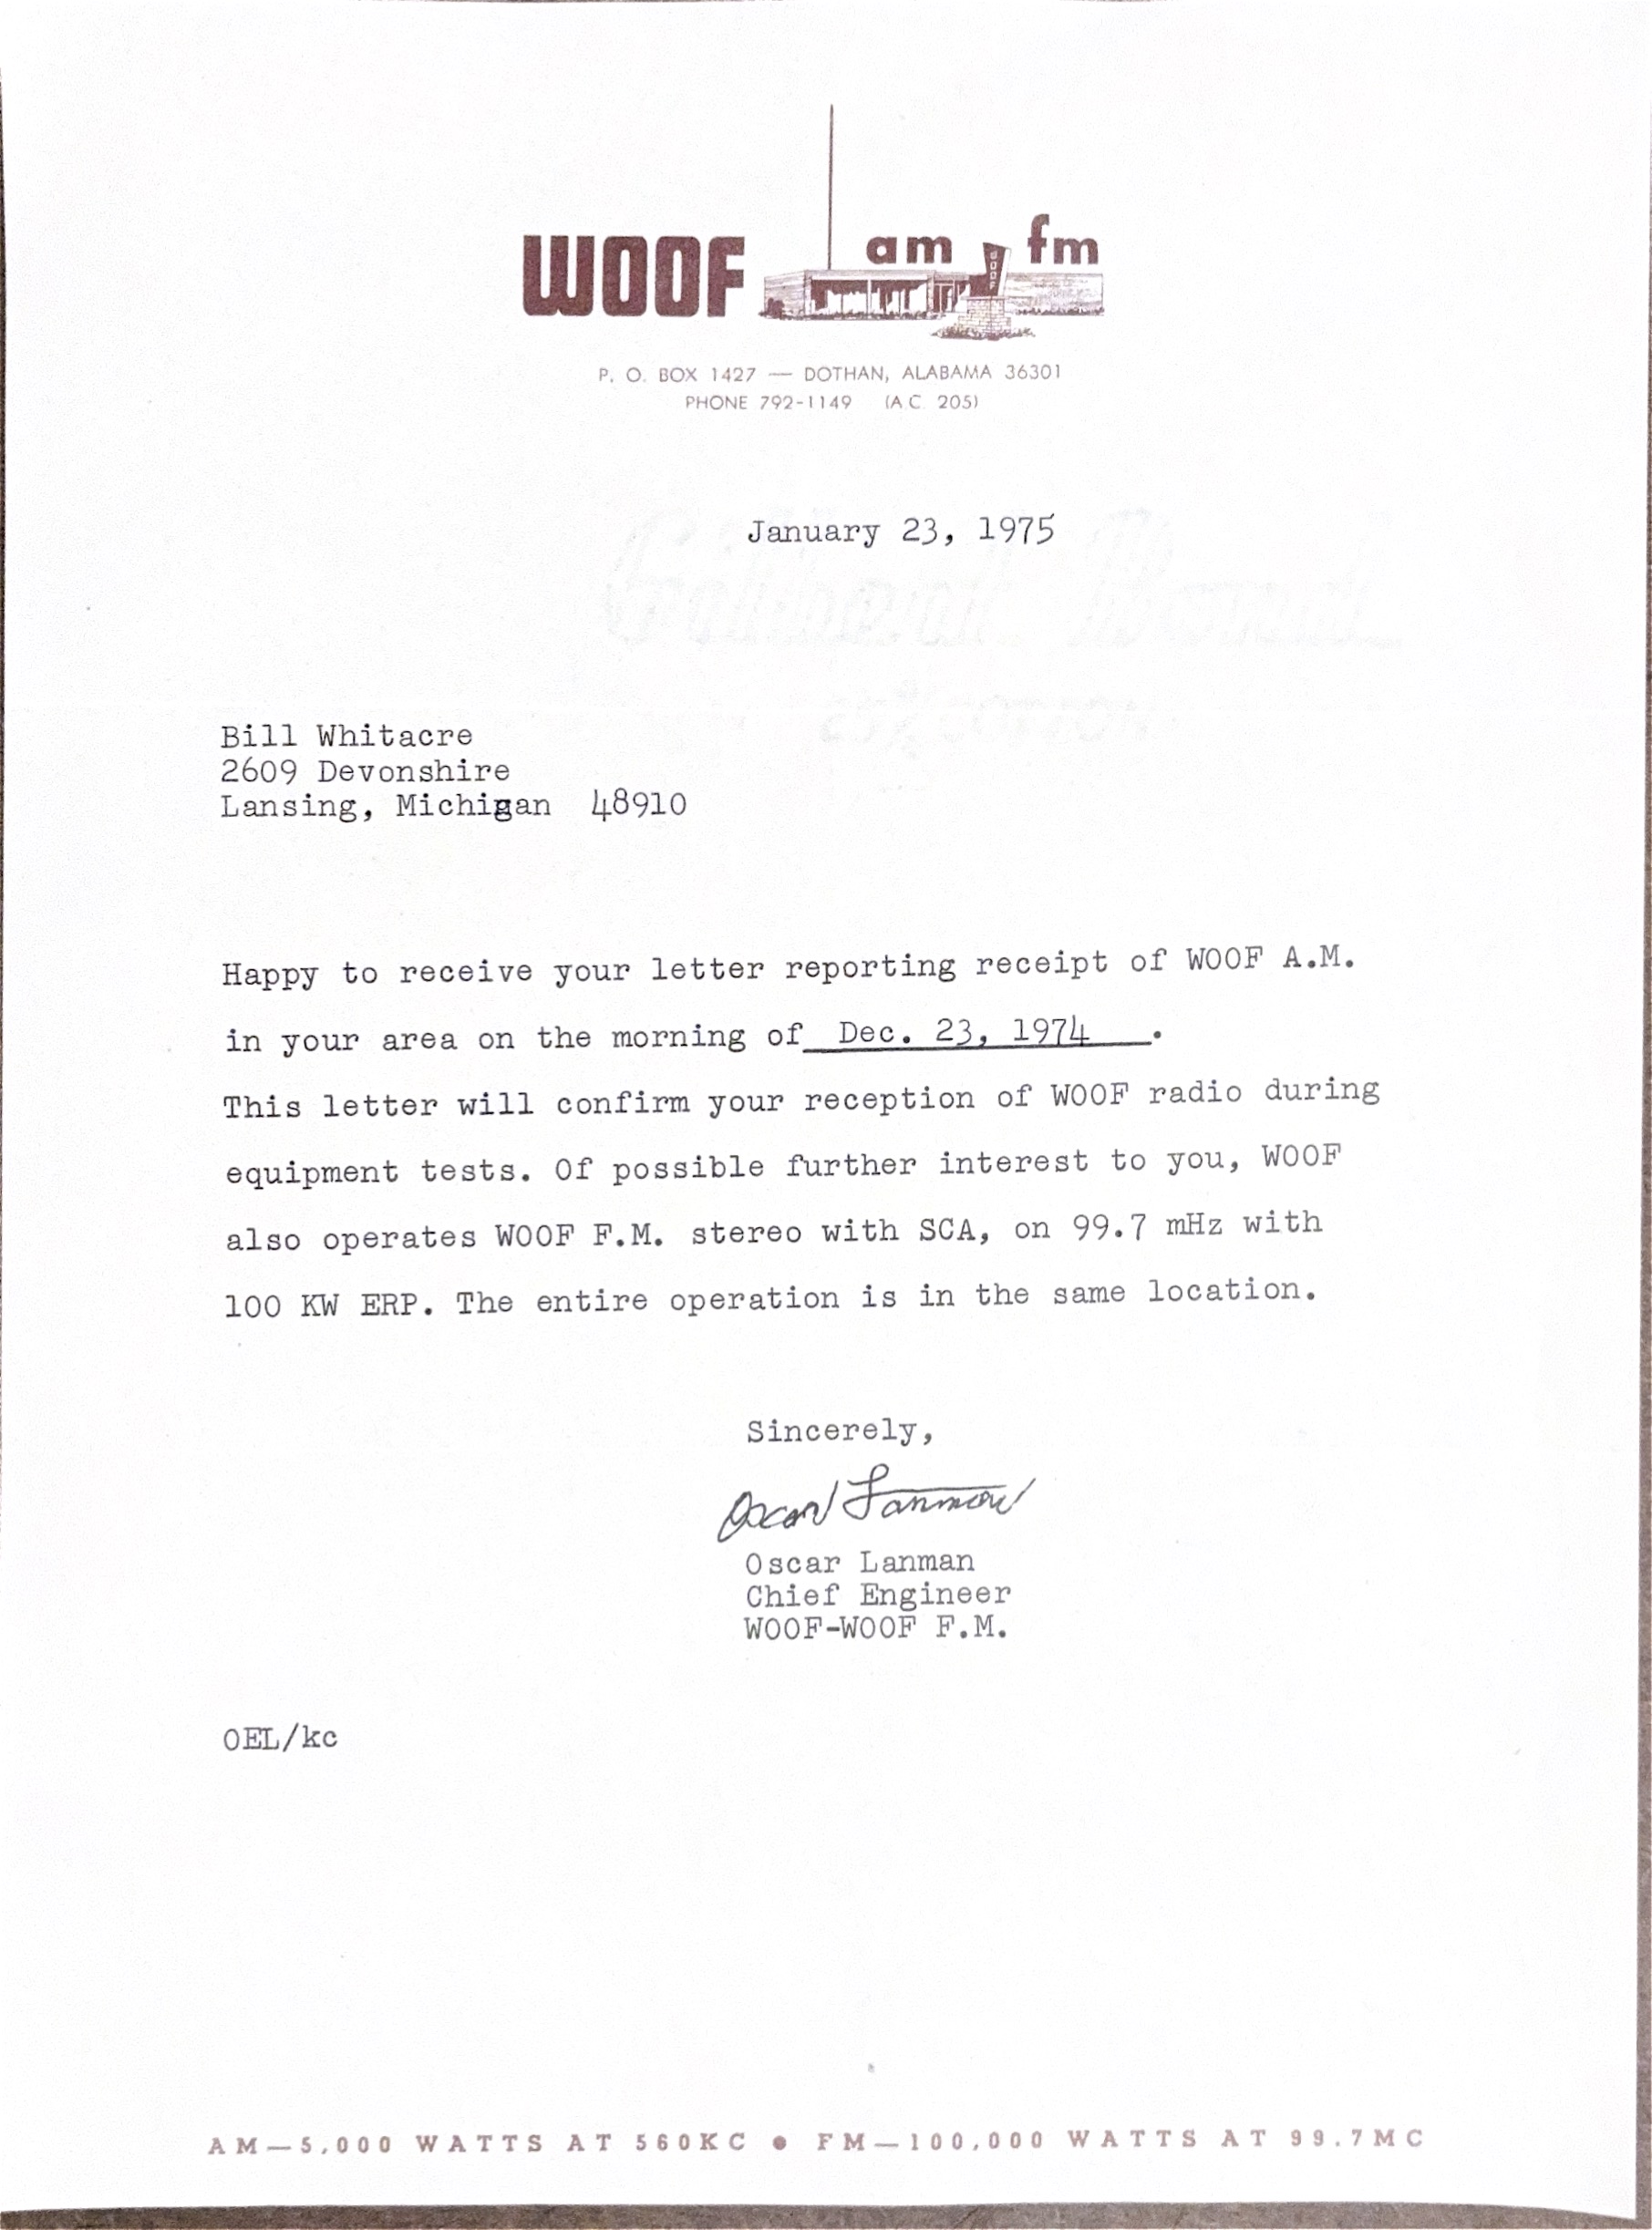 WOOF am fm
WOOF
P. O. BOX 1427 — DOTHAN, ALABAMA 36301
PHONE 792-1149 (A.C. 205)
January 23, 1975
Bill Whitacre
2609 Devonshire
Lansing, Michigan 48910
Happy to receive your letter reporting receipt of WOOF A.M.
in your area on the morning of Dec. 23, 1974 .
This letter will confirm your reception of WOOF radio during
equipment tests. Of possible further interest to you, WOOF
also operates WOOF F.M. stereo with SCA, on 99.7 mHz with
100 KW ERP. The entire operation is in the same location.
Sincerely,
Oscar Lanman
Oscar Lanman
Chief Engineer
WOOF-WOOF F.M.
OEL/kc
AM—5,000 WATTS AT 560KC ● FM—100,000 WATTS AT 99.7MC